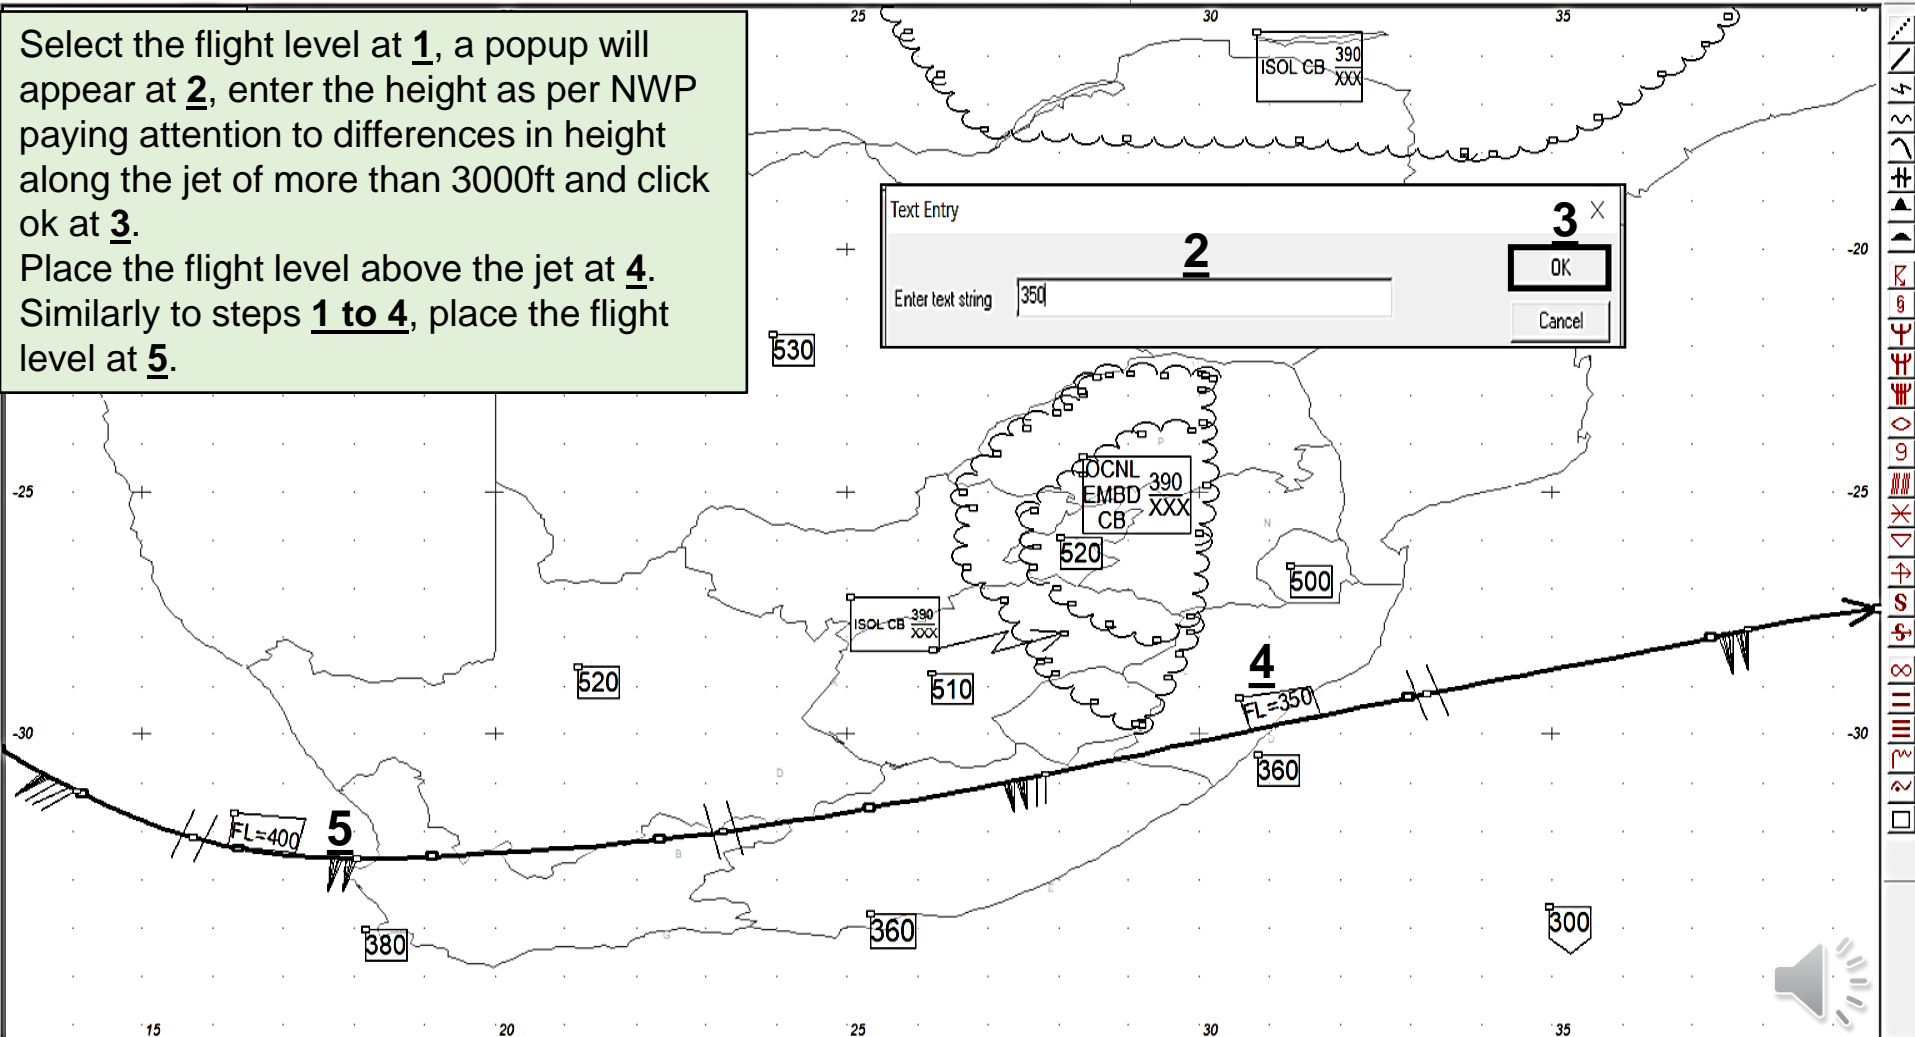 Select the flight level at 1, a popup will
appear at 2, enter the height as per NWP
paying attention to differences in height
along the jet of more than 3000ft and click
ok at 3.
Place the flight level above the jet at 4.
Similarly to steps 1 to 4, place the flight
level at 5.
25
30
35
ISOL CB 390
XXX
Text Entry
X
2
3
Enter text string
350
OK
Cancel
-20
530
-25
-25
OCNL
EMBD 390
CB XXX
P
N
520
500
ISOL CB 390
XXX
520
510
4
FL=350
-30
-30
360
D
FL=400
5
B
E
G
380
360
300
15
20
25
30
35